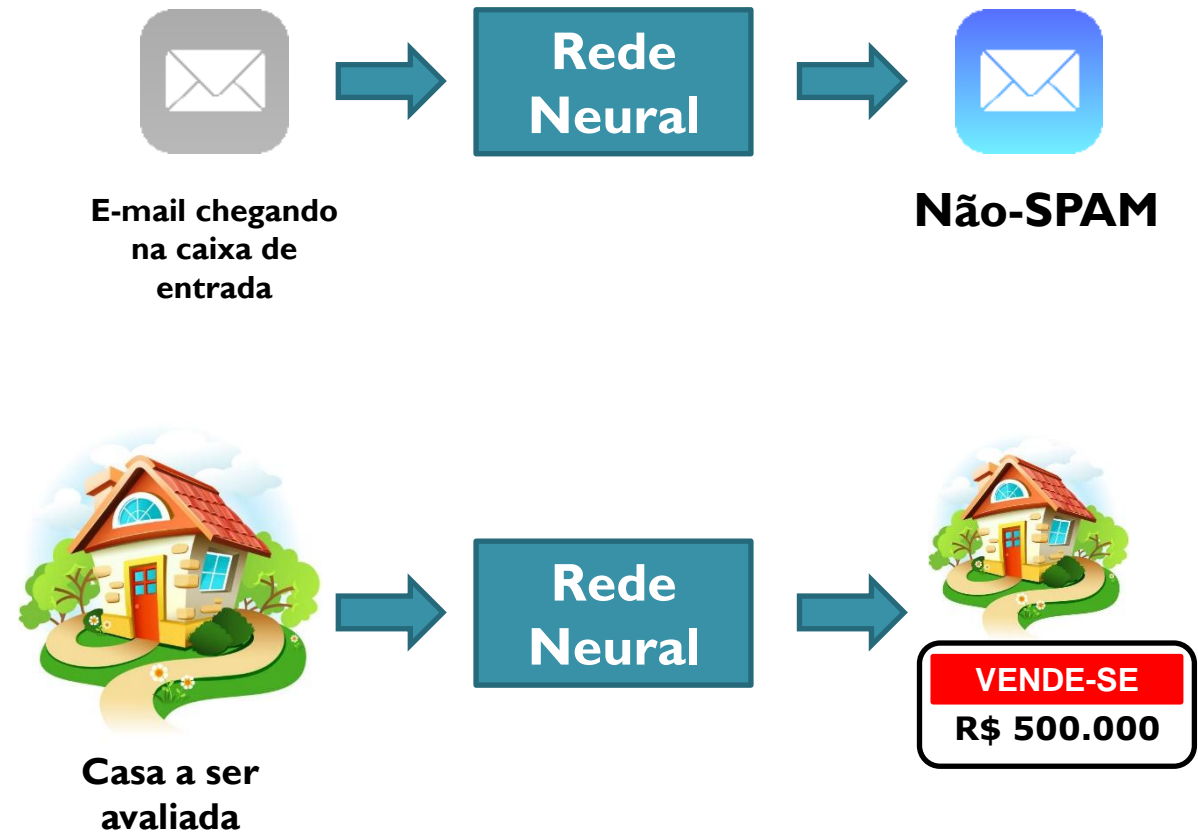 Rede
Neural
E-mail chegando
na caixa de
entrada
Não-SPAM
Rede
Neural
VENDE-SE
R$ 500.000
Casa a ser
avaliada